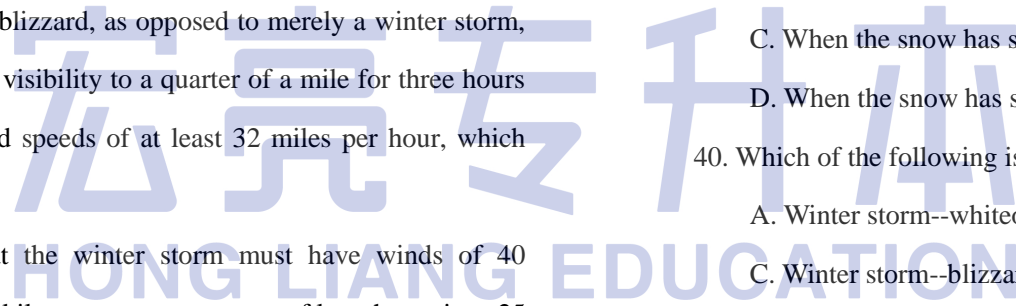 blizzard, as opposed to merely a winter storm,
visibility to a quarter of a mile for three hours
speeds of at least 32 miles per hour, which
the winter storm must have winds of 40
35
C. When the snow has
D. When the snow has
40. Which of the following is
A. Winter storm--
C. Winter storm--
宏亮专升本
HONG LIANG EDUCATION